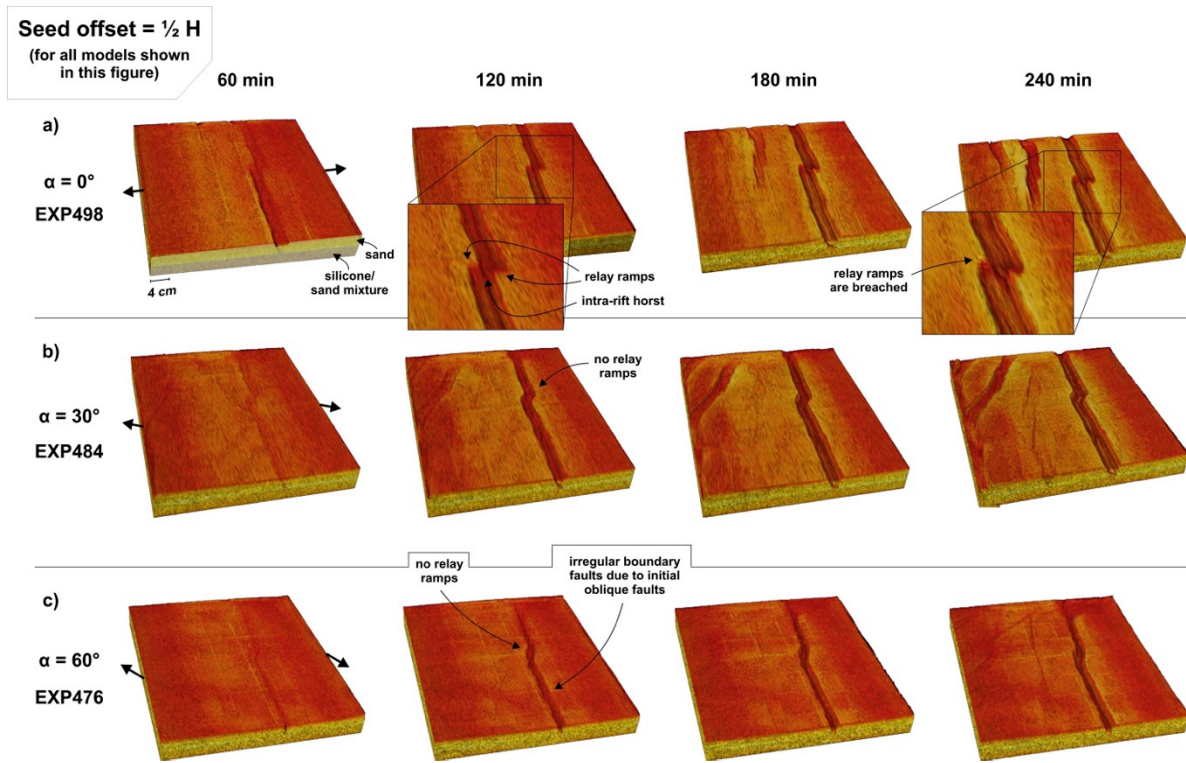 Seed offset = ½ H
(for all models shown
in this figure)
60 min
120 min
180 min
240 min
a)
α = 0°
EXP498
sand
silicone/
sand mixture
4 cm
relay ramps
intra-rift horst
relay ramps
are breached
b)
α = 30°
EXP484
no relay
ramps
c)
α = 60°
EXP476
no relay
ramps
irregular boundary
faults due to initial
oblique faults